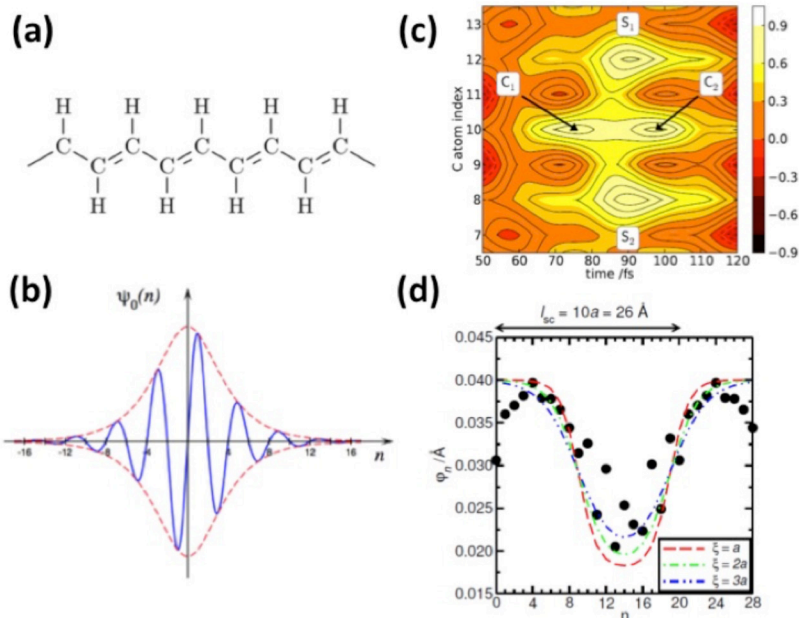 (a)
H H H H
C C C C
C C C C
H H H H
(b)
ψ₀(n)
-16 -12 -8 -4 4 8 12 16 n
(c)
C atom index
13
12
11
10
9
8
7
S₁
C₁ C₂
S₂
50 60 70 80 90 100 110 120
time /fs
0.9
0.6
0.3
0.0
−0.3
−0.6
−0.9
(d)
l_sc = 10a = 26 Å
φₙ/Å
0.045
0.040
0.035
0.030
0.025
0.020
0.015
ξ = a
ξ = 2a
ξ = 3a
0 4 8 12 16 20 24 28
n